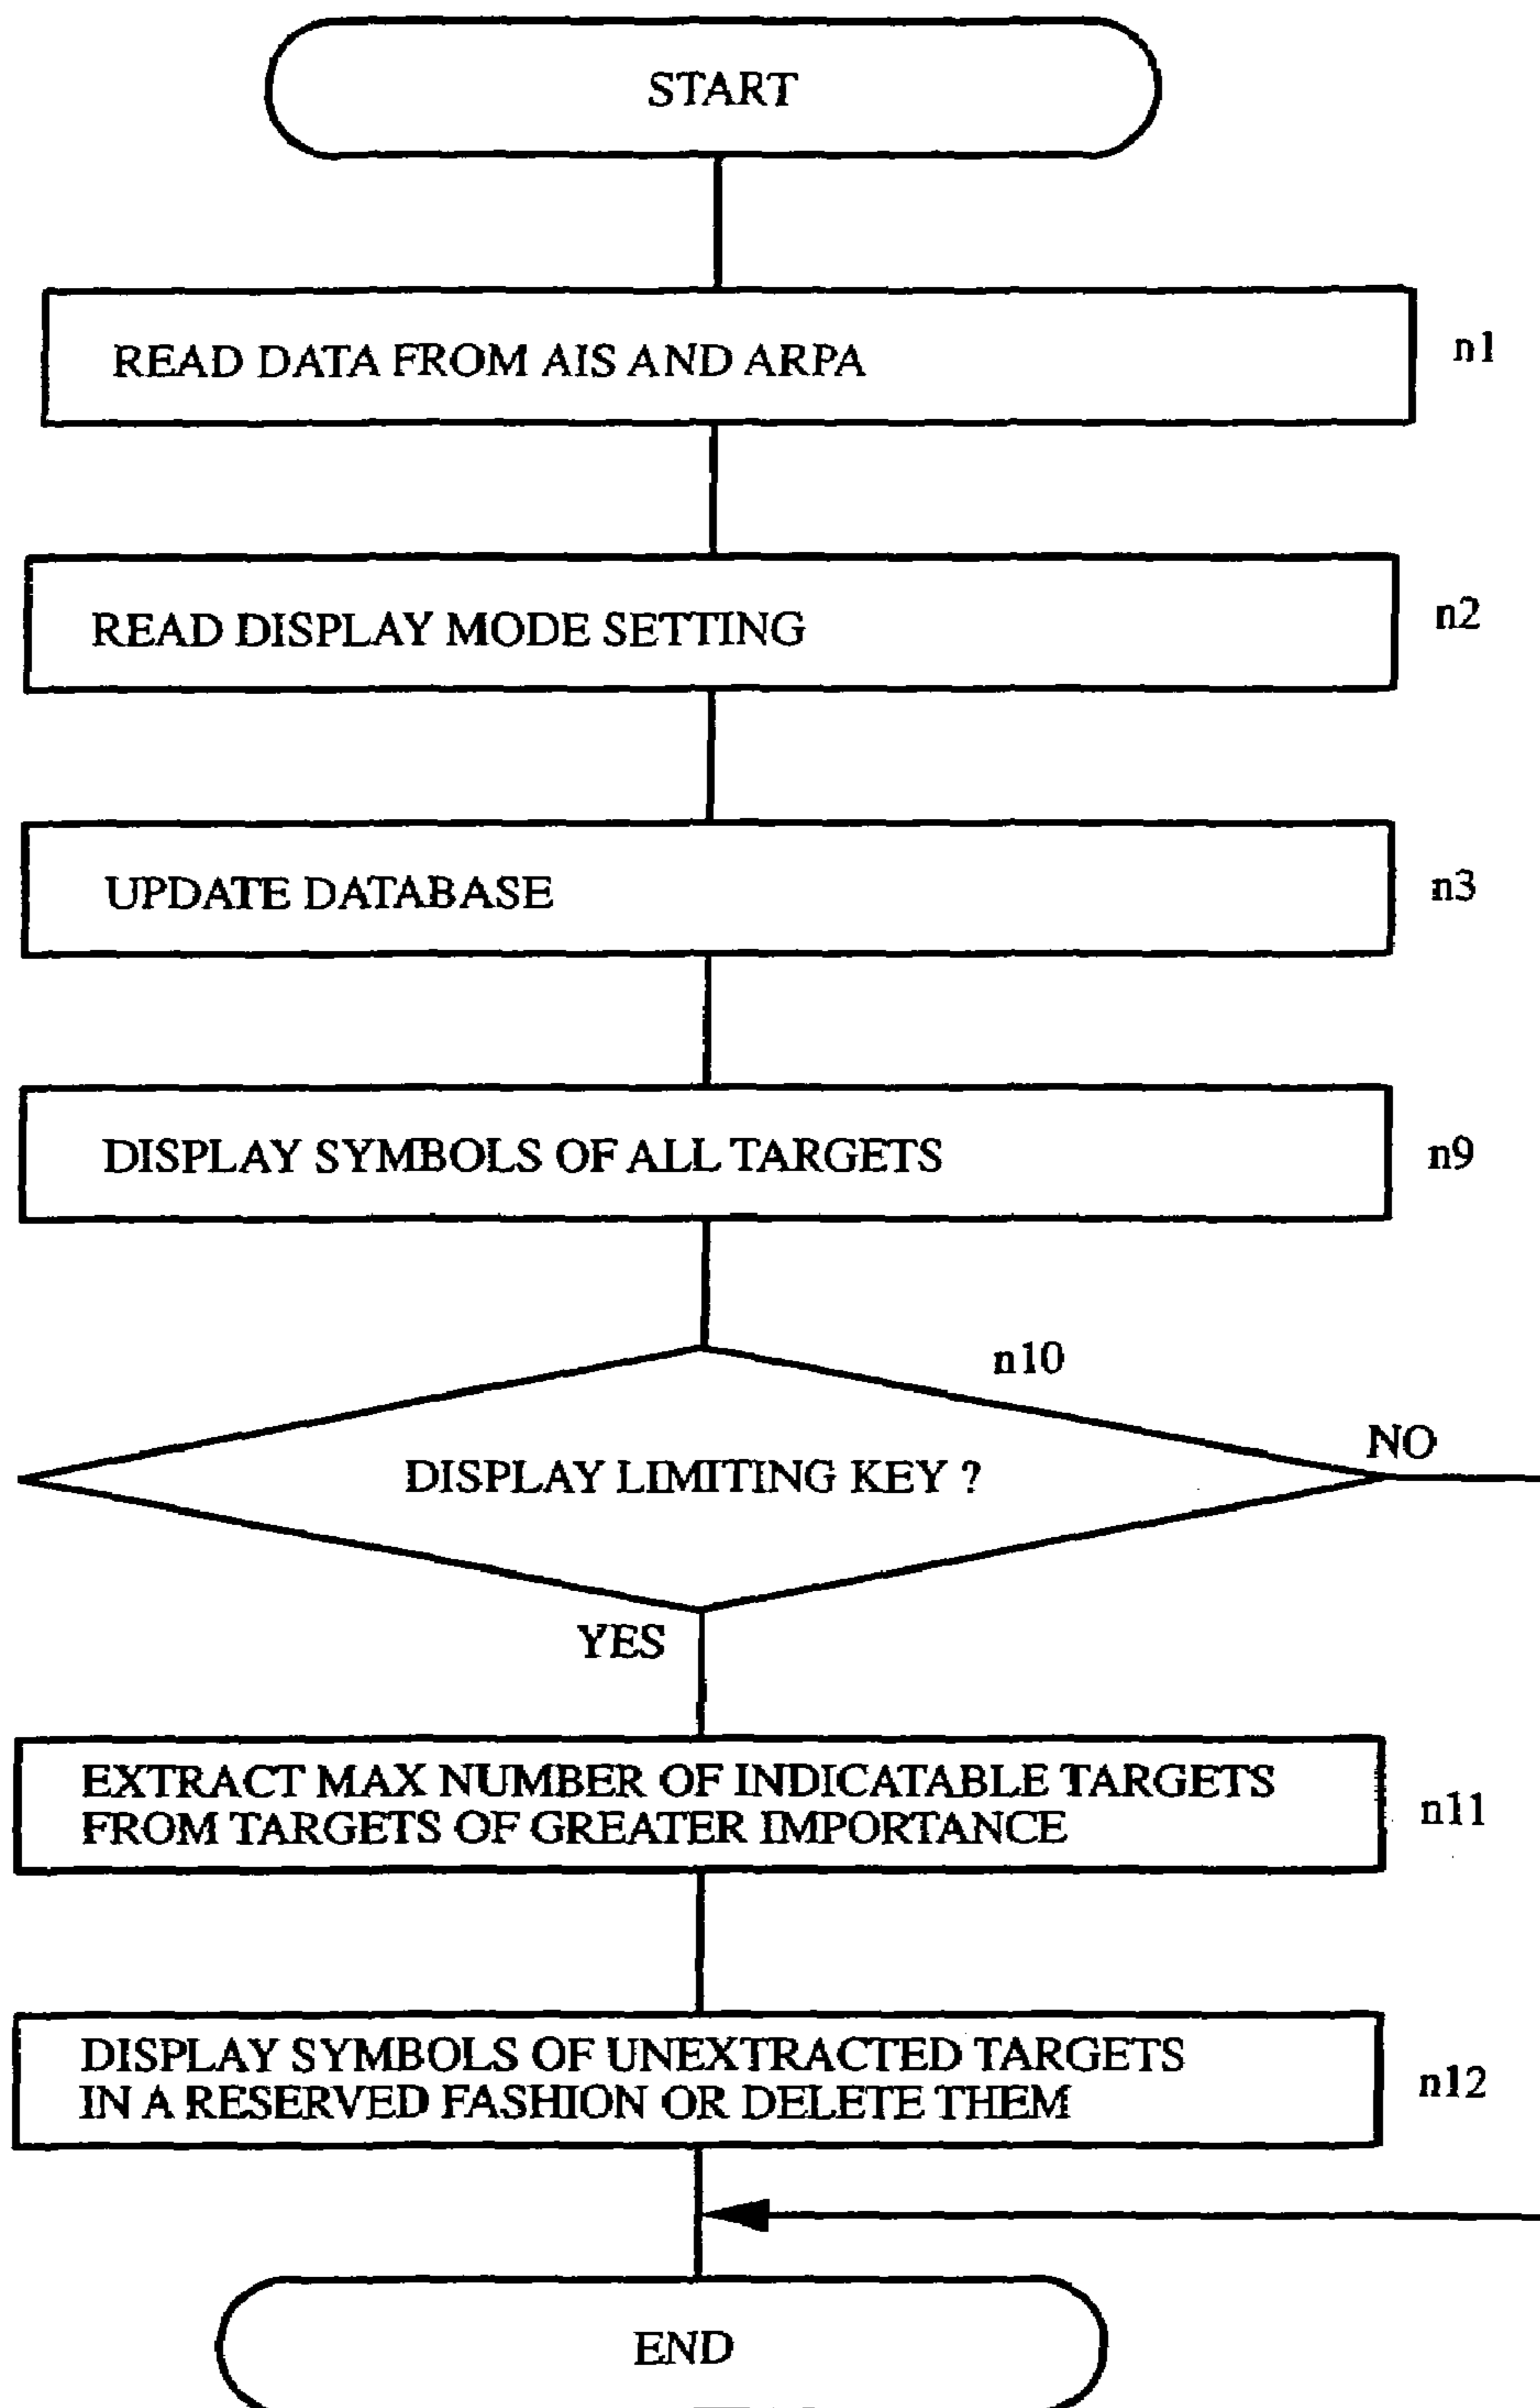 START
READ DATA FROM AIS AND ARPA
n1
READ DISPLAY MODE SETTING
n2
UPDATE DATABASE
n3
DISPLAY SYMBOLS OF ALL TARGETS
n9
n10
DISPLAY LIMITING KEY ?
NO
YES
EXTRACT MAX NUMBER OF INDICATABLE TARGETS
FROM TARGETS OF GREATER IMPORTANCE
n11
DISPLAY SYMBOLS OF UNEXTRACTED TARGETS
IN A RESERVED FASHION OR DELETE THEM
n12
END